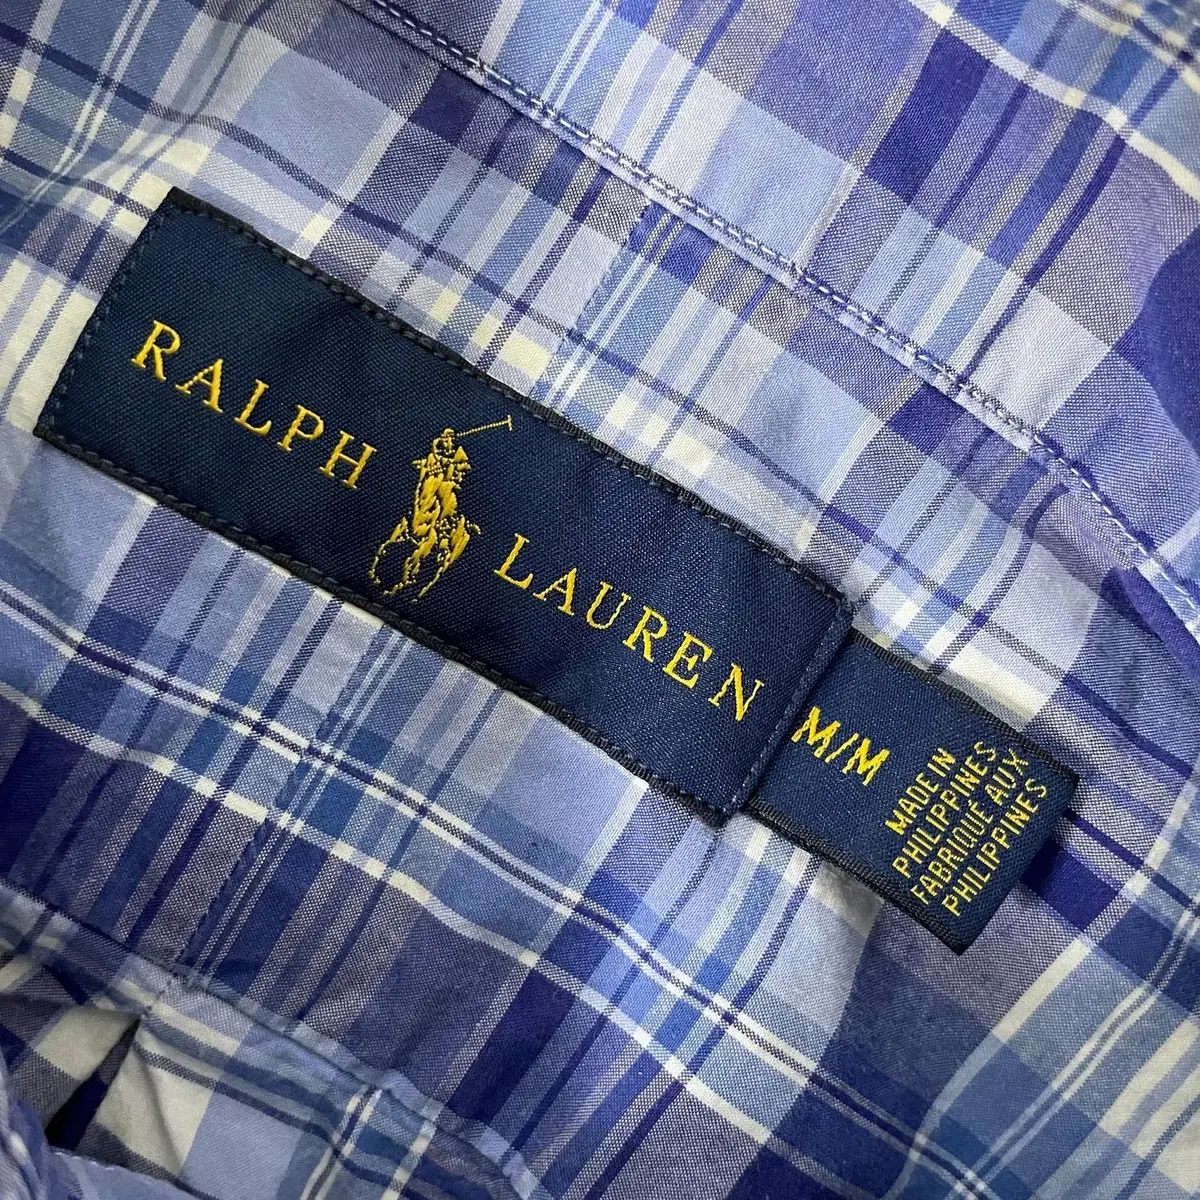 RALPH LAUREN
M/M
MADE IN
PHILIPPINES
FABRIQUÉ AUX
PHILIPPINES